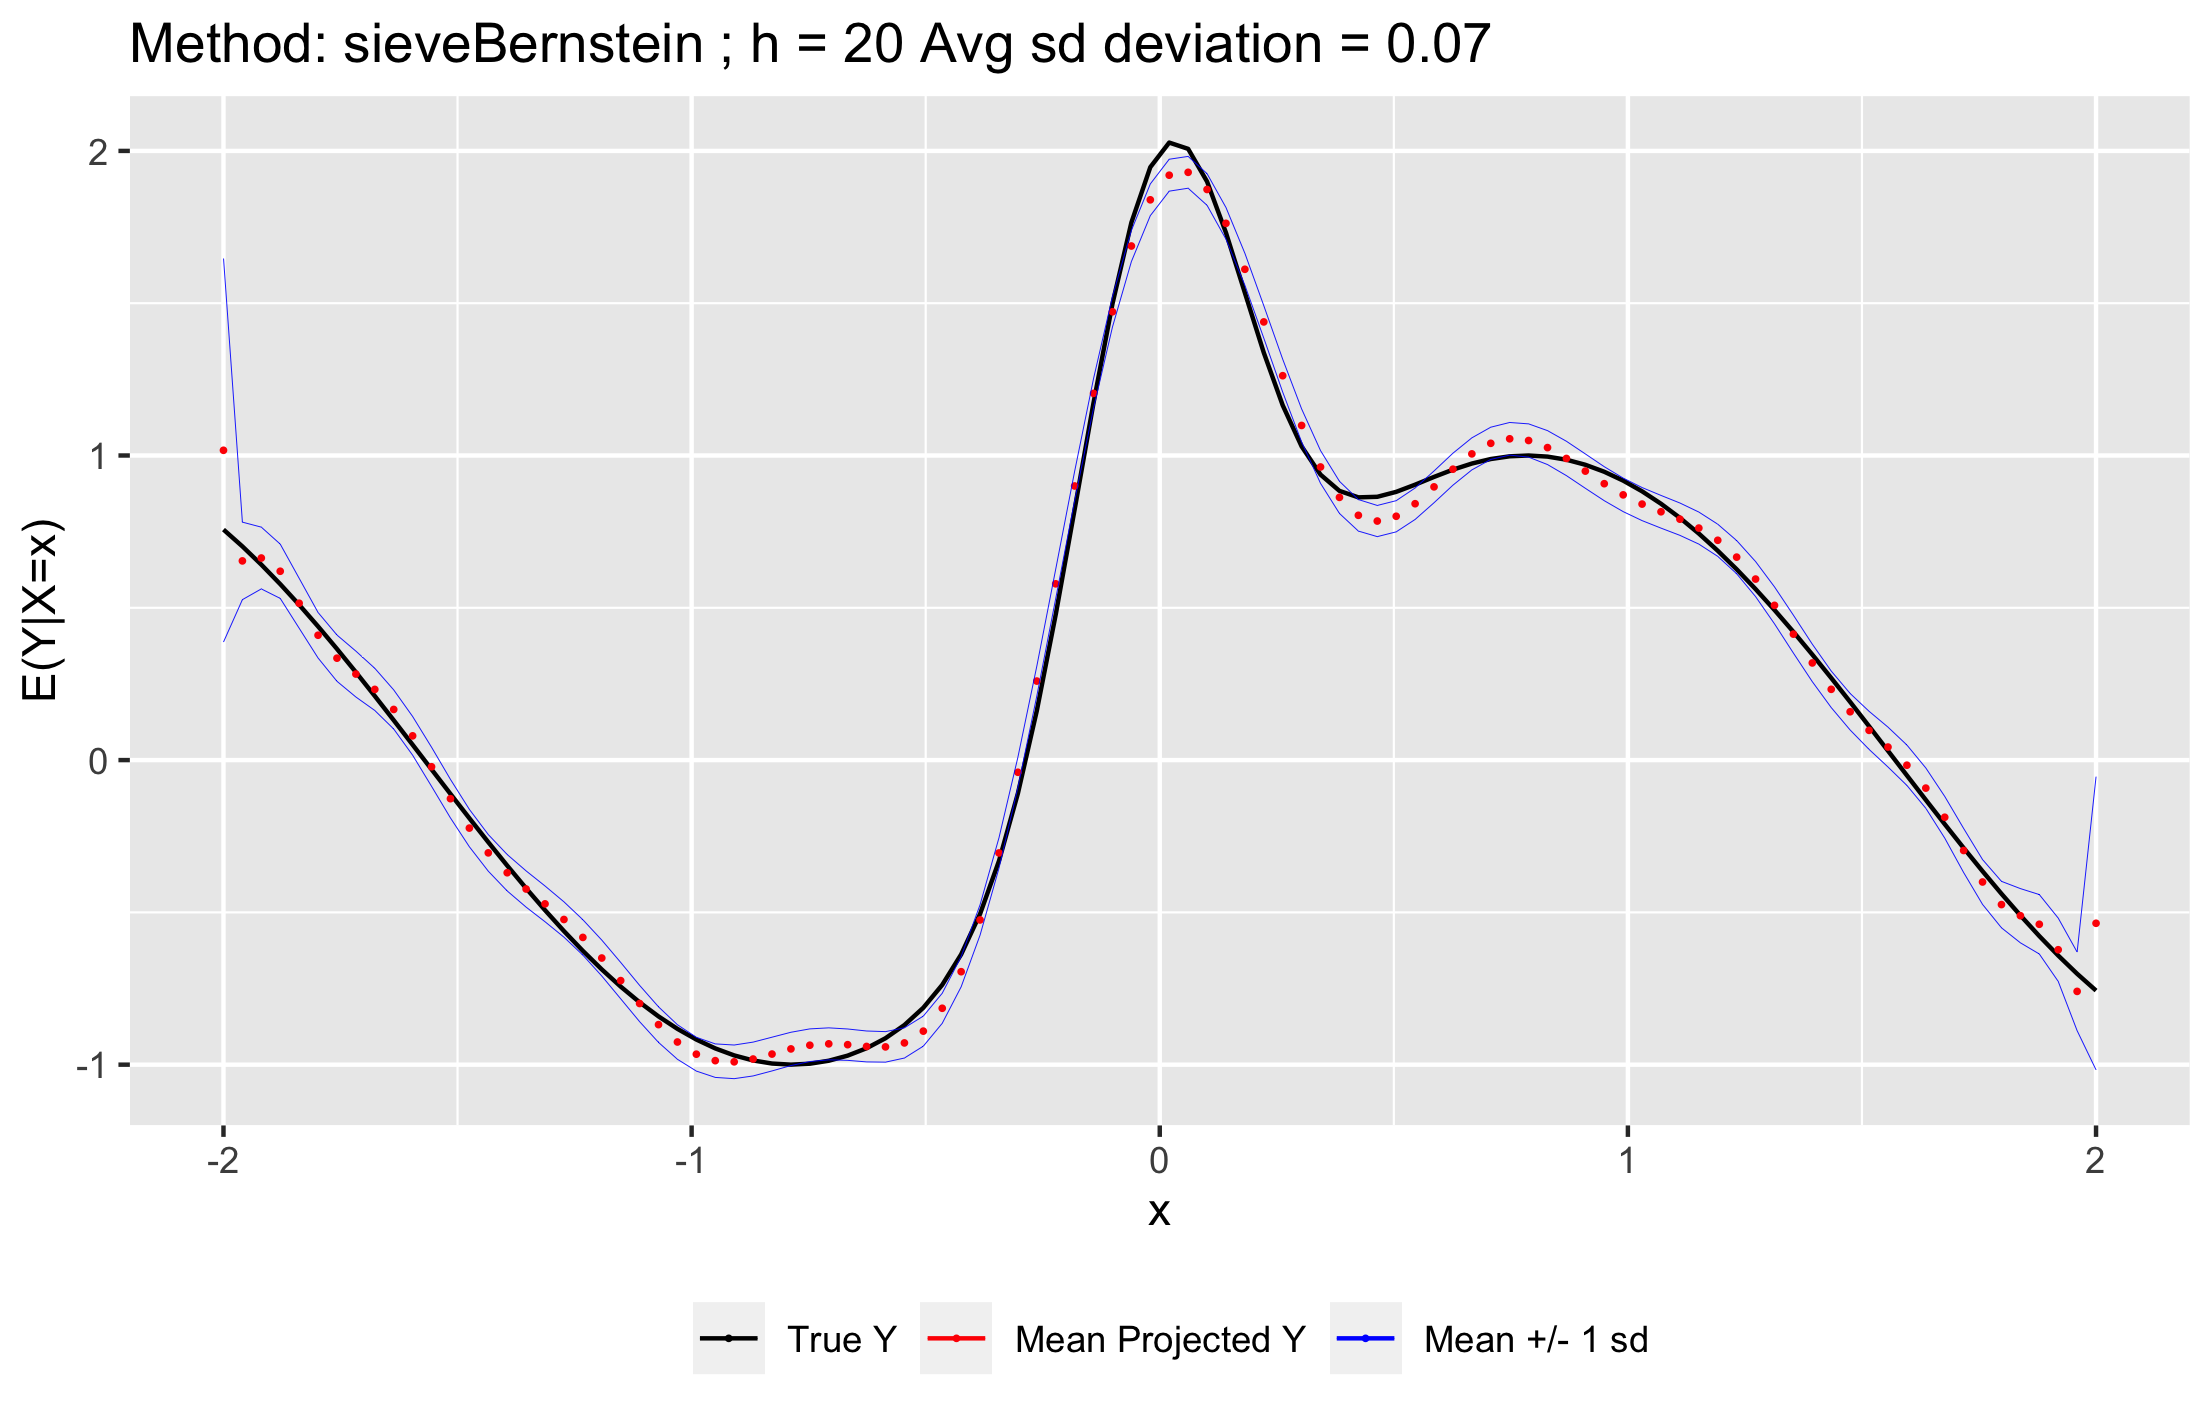 Method: sieveBernstein ; h = 20 Avg sd deviation = 0.07
E(Y|X=x)
2
1
0
-1
-2 -1 0 1 2
x
True Y Mean Projected Y Mean +/- 1 sd